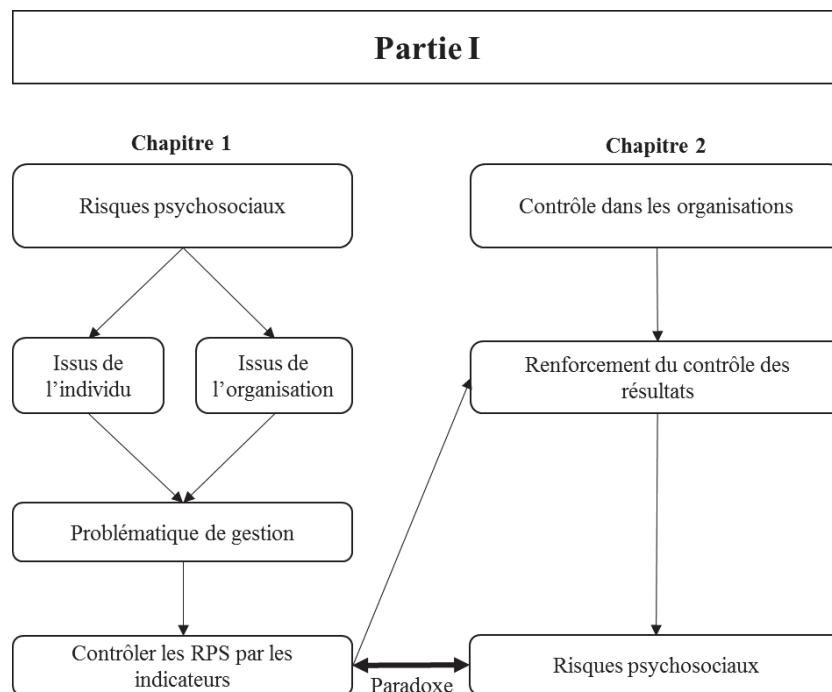 Partie I
Chapitre 1
Risques psychosociaux
Issus de
l’individu
Issus de
l’organisation
Problématique de gestion
Contrôler les RPS par les
indicateurs
Paradoxe
Chapitre 2
Contrôle dans les organisations
Renforcement du contrôle des
résultats
Risques psychosociaux